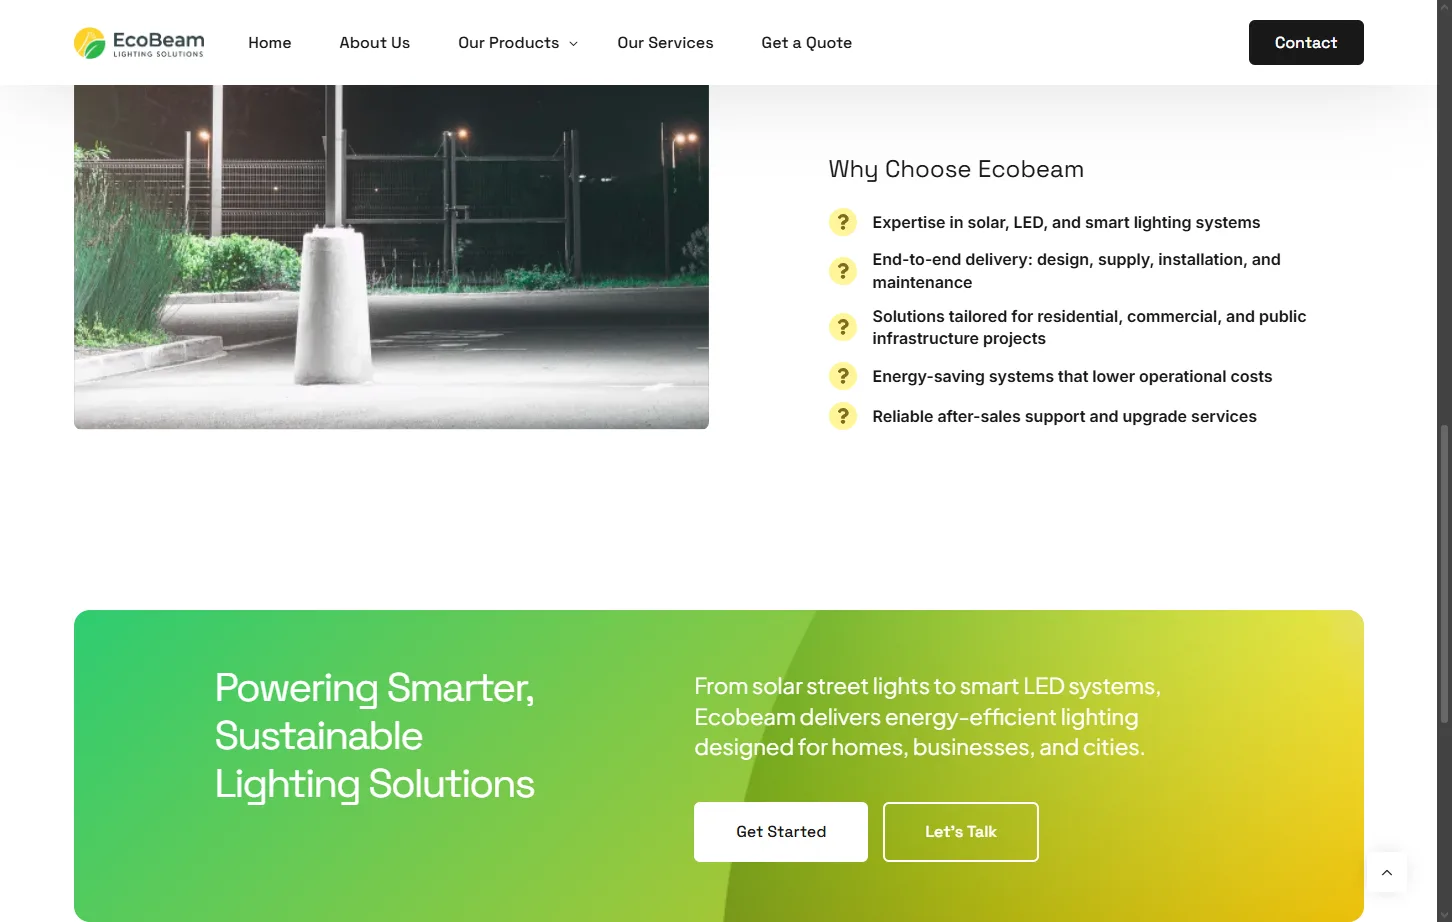 EcoBeam
LIGHTING SOLUTIONS
Home
About Us
Our Products
Our Services
Get a Quote
Contact
Why Choose Ecobeam
? Expertise in solar, LED, and smart lighting systems
? End-to-end delivery: design, supply, installation, and
maintenance
? Solutions tailored for residential, commercial, and public
infrastructure projects
? Energy-saving systems that lower operational costs
? Reliable after-sales support and upgrade services
Powering Smarter,
Sustainable
Lighting Solutions
From solar street lights to smart LED systems,
Ecobeam delivers energy-efficient lighting
designed for homes, businesses, and cities.
Get Started
Let's Talk